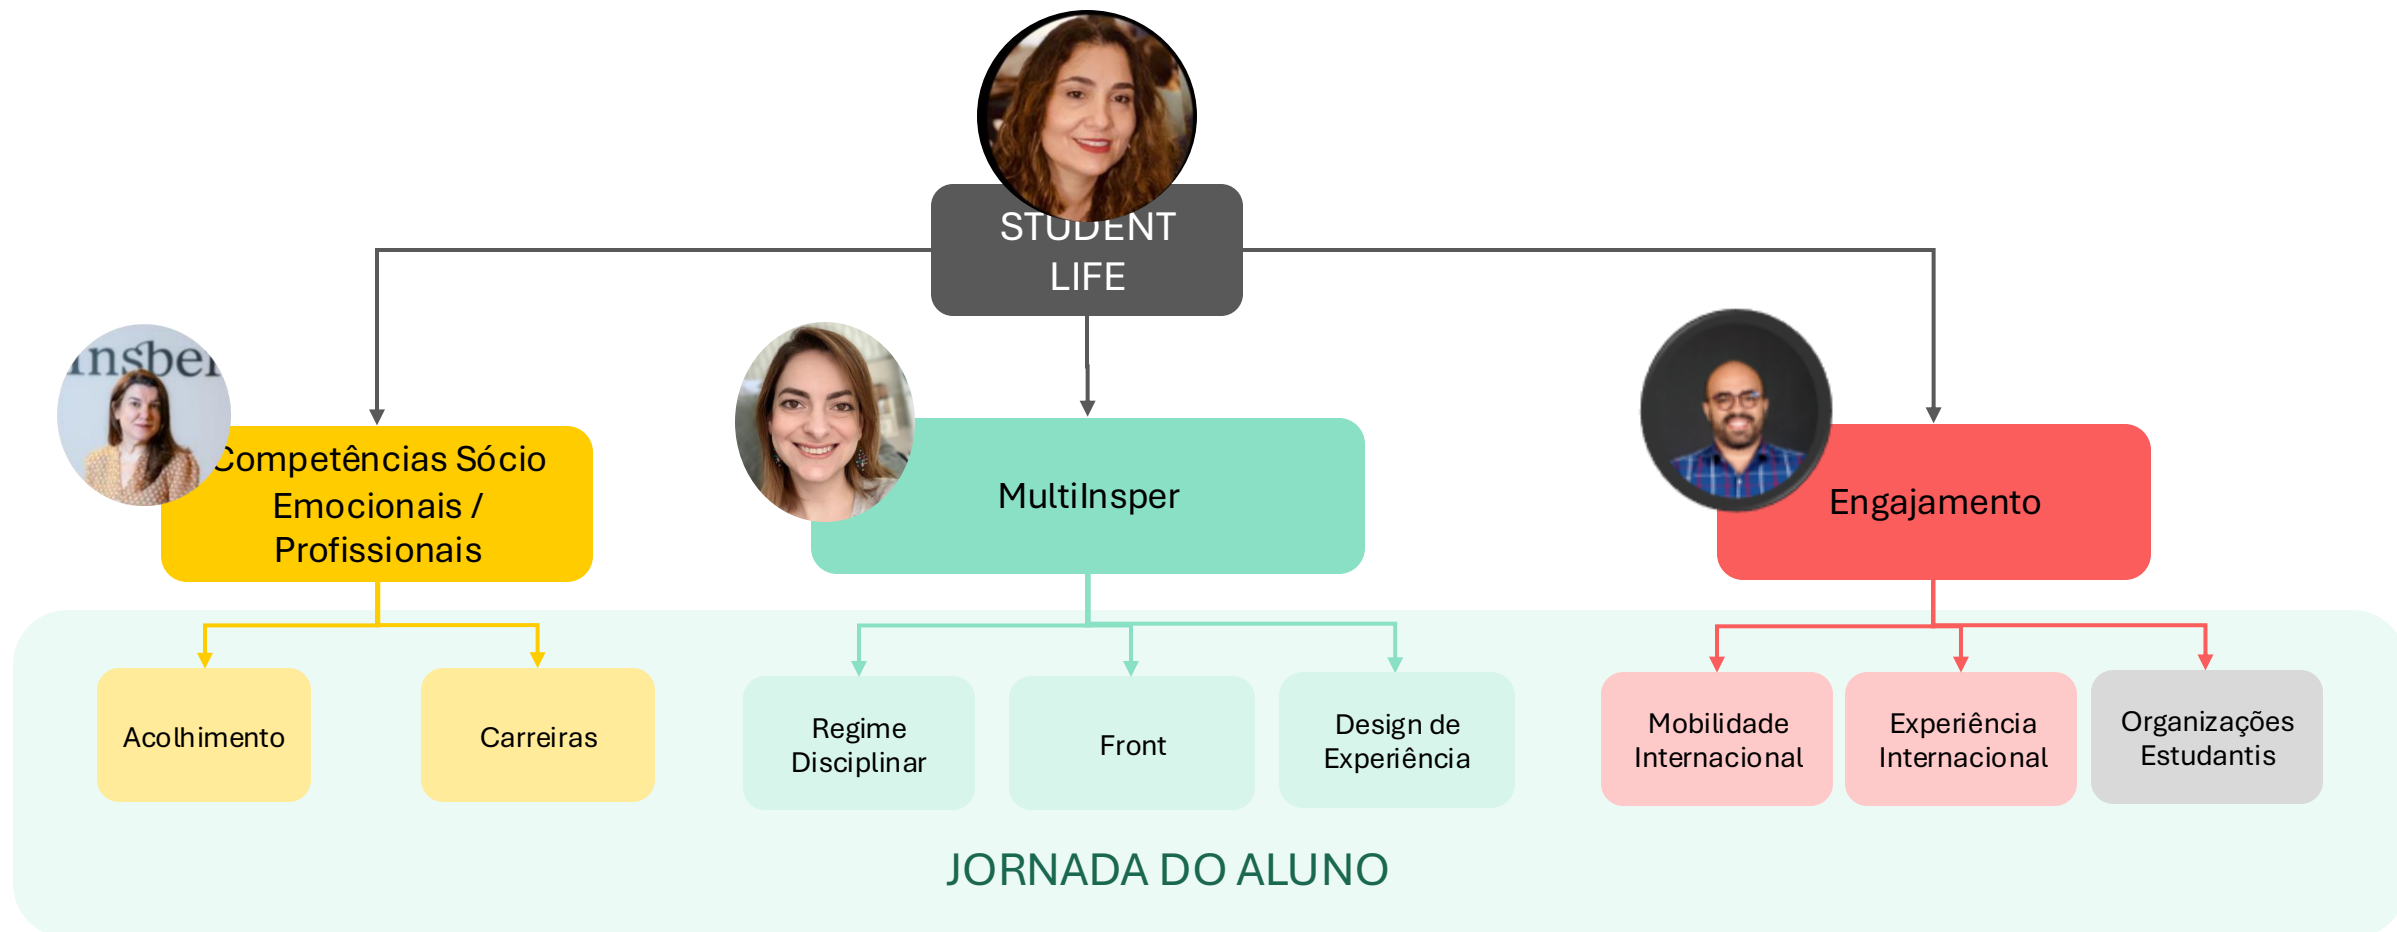 STUDENT
LIFE
Insper
Competências Sócio
Emocionais /
Profissionais
MultiInsper
Engajamento
Acolhimento
Carreiras
Regime
Disciplinar
Front
Design de
Experiência
Mobilidade
Internacional
Experiência
Internacional
Organizações
Estudantis
JORNADA DO ALUNO